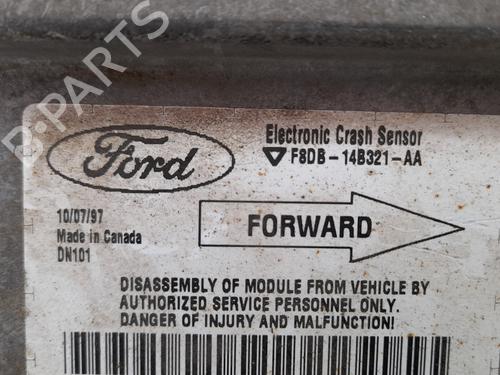 B-PARTS
Ford
Electronic Crash Sensor
F8DB-14B321-AA
10/07/97
Made in Canada
DN101
FORWARD
DISASSEMBLY OF MODULE FROM VEHICLE BY
AUTHORIZED SERVICE PERSONNEL ONLY.
DANGER OF INJURY AND MALFUNCTION!